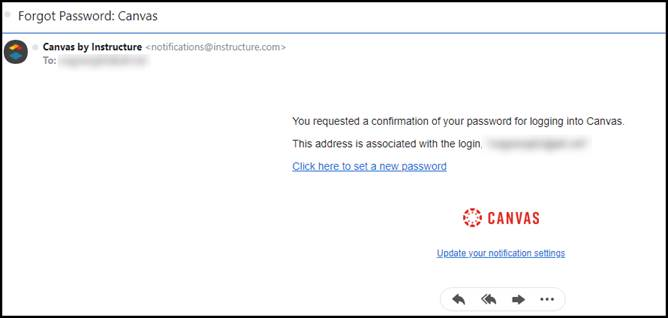 Forgot Password: Canvas
Canvas by Instructure <notifications@instructure.com>
To:
You requested a confirmation of your password for logging into Canvas.
This address is associated with the login,
Click here to set a new password
CANVAS
Update your notification settings